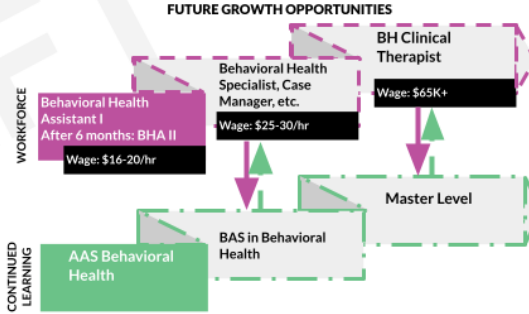 FUTURE GROWTH OPPORTUNITIES
WORKFORCE
BH Clinical
Therapist
Wage: $65K+
Behavioral Health
Specialist, Case
Manager, etc.
Wage: $25-30/hr
Behavioral Health
Assistant I
After 6 months: BHA II
Wage: $16-20/hr
CONTINUED
LEARNING
Master Level
BAS in Behavioral
Health
AAS Behavioral
Health